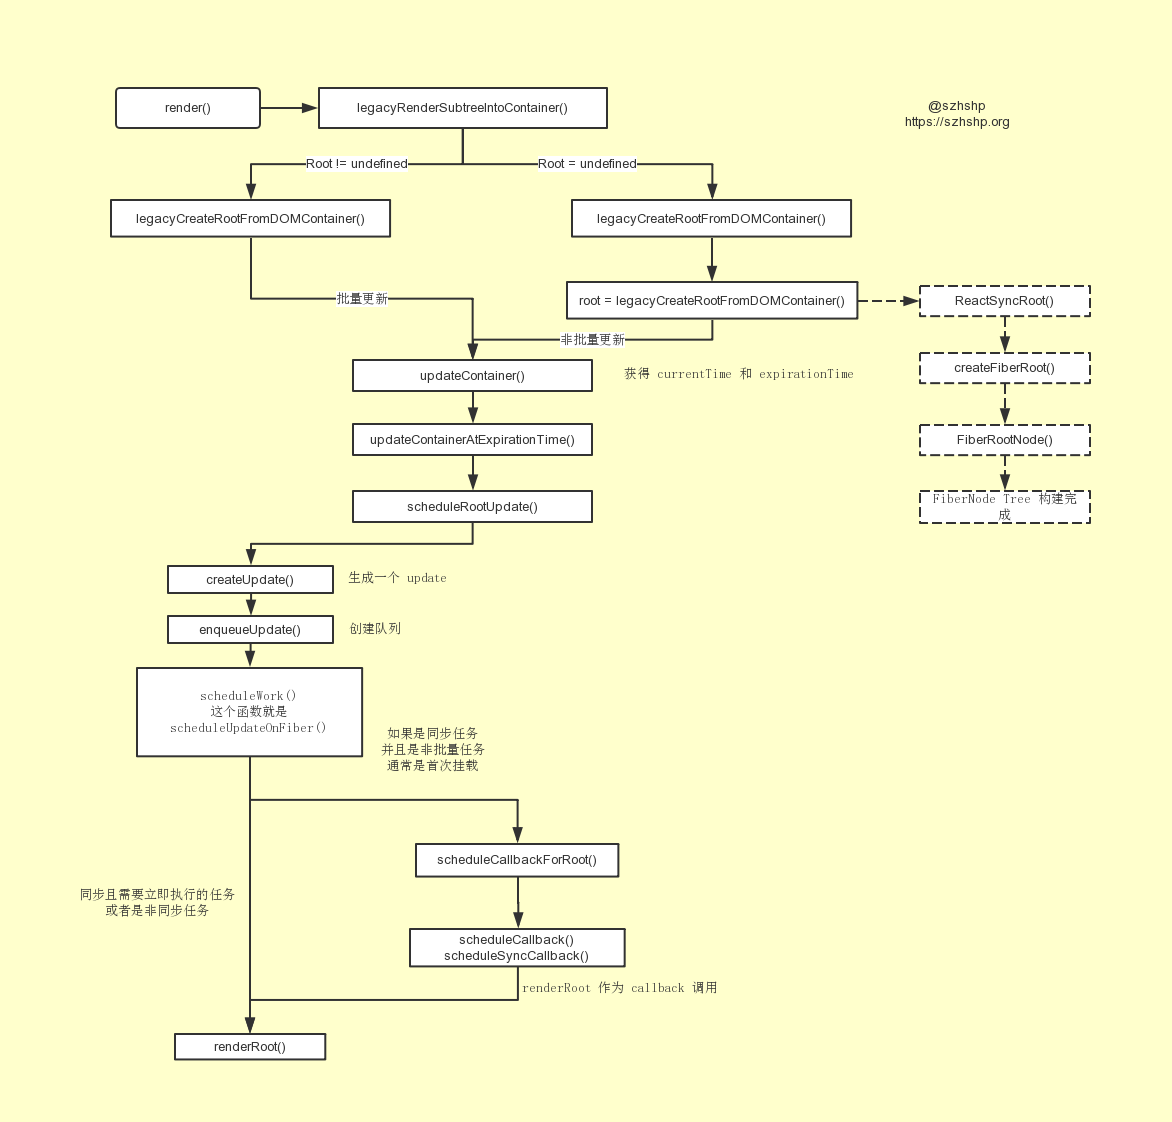 render()
legacyRenderSubtreeIntoContainer()
@szhshp
https://szhshp.org
Root != undefined
Root = undefined
legacyCreateRootFromDOMContainer()
legacyCreateRootFromDOMContainer()
批量更新
root = legacyCreateRootFromDOMContainer()
ReactSyncRoot()
非批量更新
updateContainer()
获得 currentTime 和 expirationTime
createFiberRoot()
updateContainerAtExpirationTime()
FiberRootNode()
scheduleRootUpdate()
FiberNode Tree 构建完
成
createUpdate()
生成一个 update
enqueueUpdate()
创建队列
scheduleWork()
这个函数就是
scheduleUpdateOnFiber()
如果是同步任务
并且是非批量任务
通常是首次挂载
scheduleCallbackForRoot()
同步且需要立即执行的任务
或者是非同步任务
scheduleCallback()
scheduleSyncCallback()
renderRoot 作为 callback 调用
renderRoot()